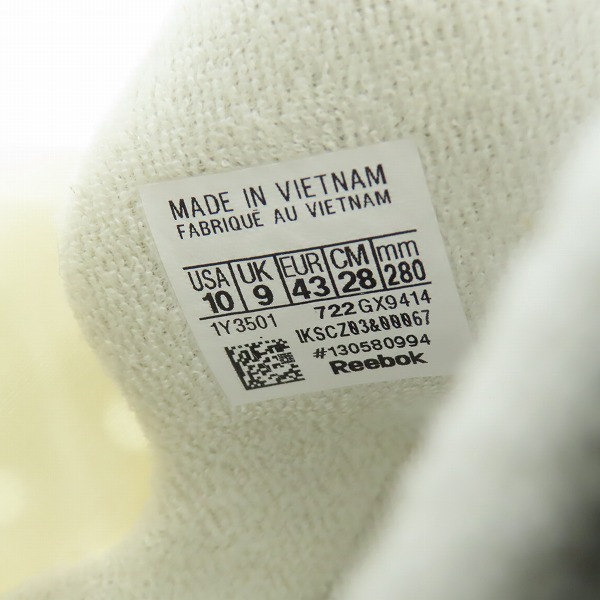 MADE IN VIETNAM
FABRIQUÉ AU VIETNAM
USA UK EUR CM mm
10 9 43 28 280
1Y3501 722 GX9414
IKSCZ03&00067
#130580994
Reebok